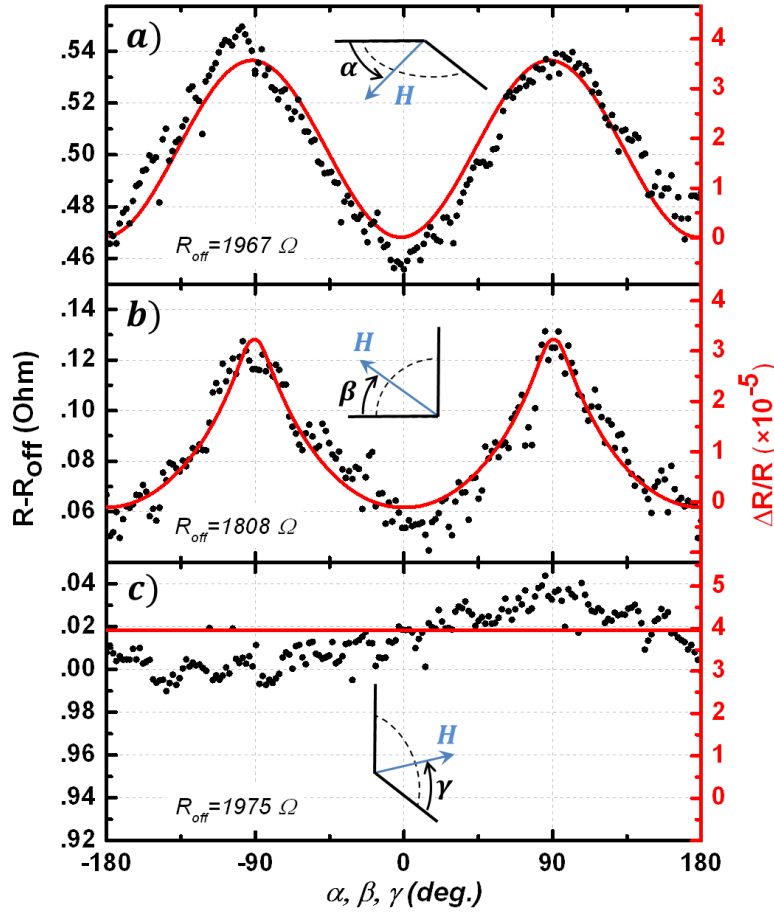 a)
α
H
.54
.52
.50
.48
.46
4
3
2
1
0
R_off=1967 Ω
b)
β
H
.14
.12
.10
.08
.06
4
3
2
1
0
R_off=1808 Ω
R-R_off (Ohm)
ΔR/R (×10⁻⁵)
c)
γ
H
.04
.02
.00
.98
.96
.94
.92
5
4
3
2
1
0
R_off=1975 Ω
-180 -90 0 90 180
α, β, γ (deg.)